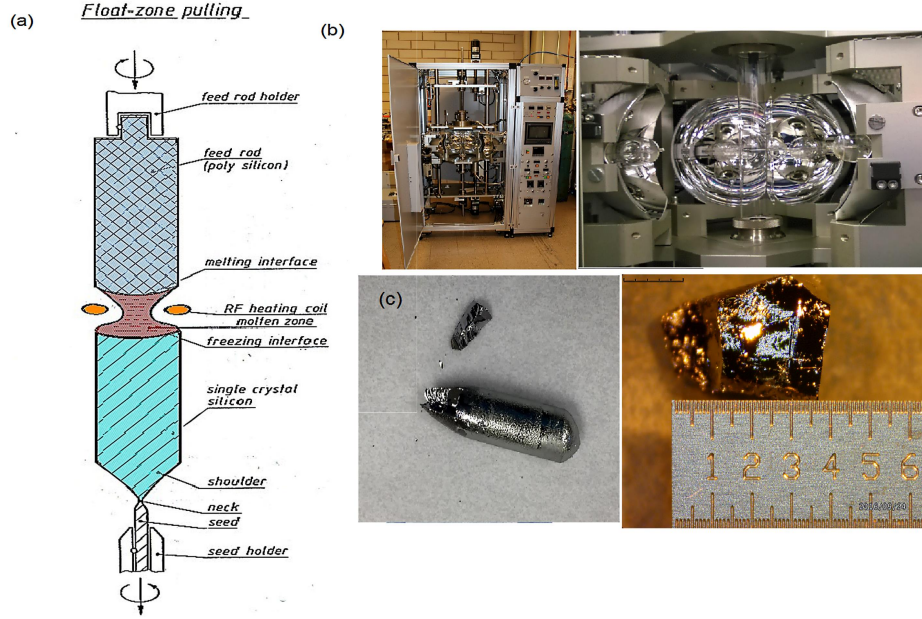 (a)
Float-zone pulling
feed rod holder
feed rod
(poly silicon)
melting interface
RF heating coil
molten zone
freezing interface
single crystal
silicon
shoulder
neck
seed
seed holder
(b)
(c)
1 2 3 4 5 6